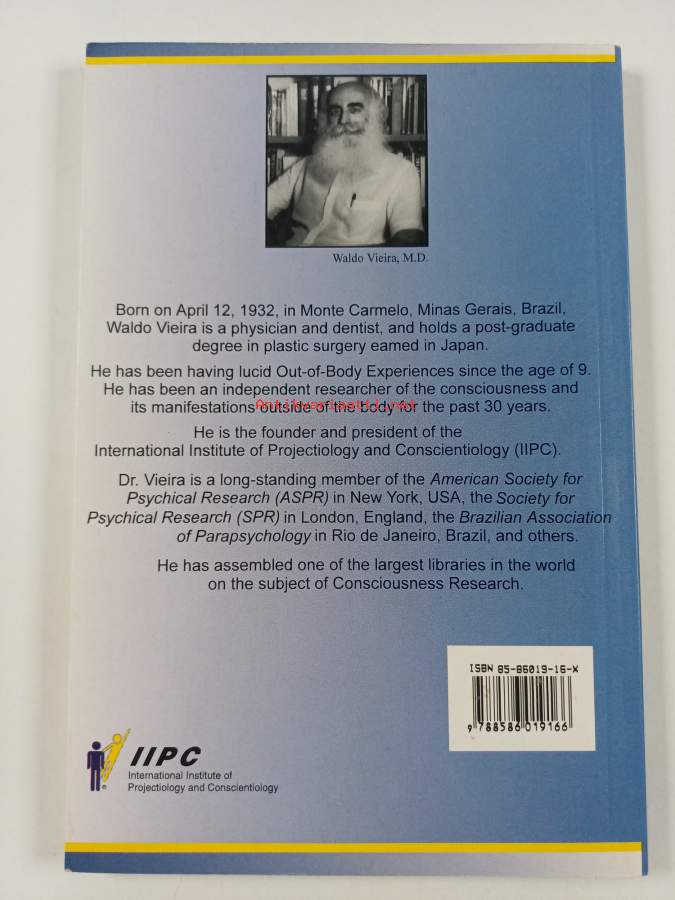 Waldo Vieira, M.D.
Born on April 12, 1932, in Monte Carmelo, Minas Gerais, Brazil,
Waldo Vieira is a physician and dentist, and holds a post-graduate
degree in plastic surgery earned in Japan.
He has been having lucid Out-of-Body Experiences since the age of 9.
He has been an independent researcher of the consciousness and
its manifestations outside of the body for the past 30 years.
Antikvariaatti.net
He is the founder and president of the
International Institute of Projectiology and Conscientiology (IIPC).
Dr. Vieira is a long-standing member of the American Society for
Psychical Research (ASPR) in New York, USA, the Society for
Psychical Research (SPR) in London, England, the Brazilian Association
of Parapsychology in Rio de Janeiro, Brazil, and others.
He has assembled one of the largest libraries in the world
on the subject of Consciousness Research.
ISBN 85-86019-16-X
9 788586 019166
IIPC
International Institute of
Projectiology and Conscientiology